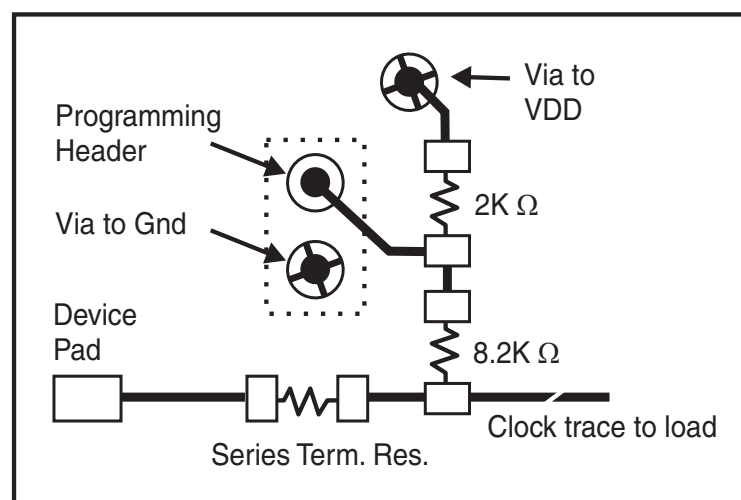 Via to
VDD
Programming
Header
2K Ω
Via to Gnd
Device
Pad
8.2K Ω
Clock trace to load
Series Term. Res.